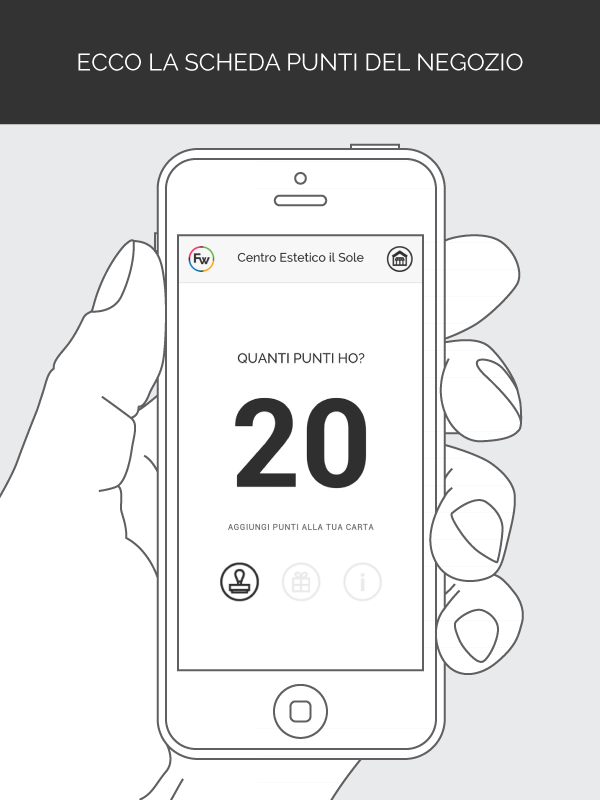 ECCO LA SCHEDA PUNTI DEL NEGOZIO
Fw Centro Estetico il Sole
QUANTI PUNTI HO?
20
AGGIUNGI PUNTI ALLA TUA CARTA
i